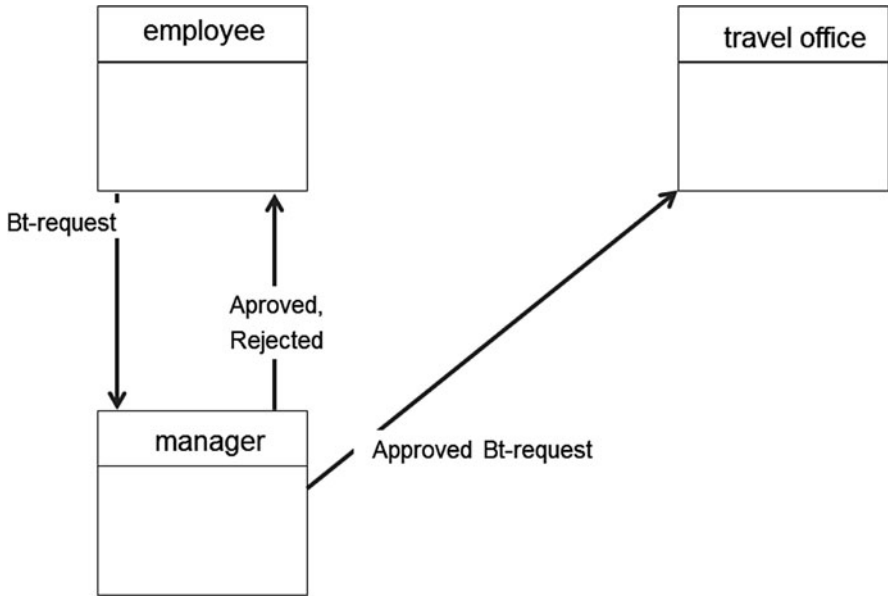 employee
travel office
Bt-request
Aproved,
Rejected
manager
Approved Bt-request